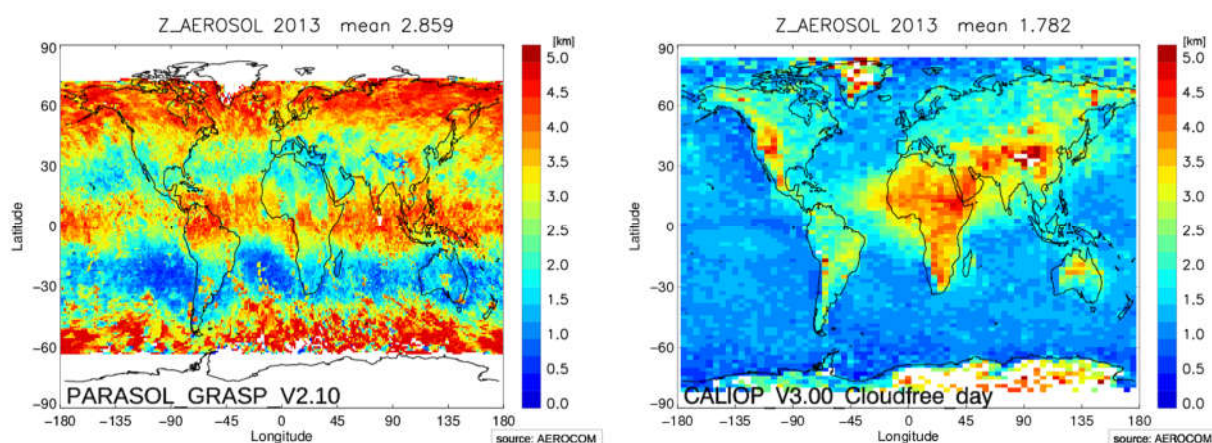 Z_AEROSOL 2013 mean 2.859
[km]
90
60
30
0
−30
−60
−90
Latitude
−180 −135 −90 −45 0 45 90 135 180
Longitude
PARASOL_GRASP_V2.10
5.0
4.5
4.0
3.5
3.0
2.5
2.0
1.5
1.0
0.5
0.0
source: AEROCOM
Z_AEROSOL 2013 mean 1.782
[km]
90
60
30
0
−30
−60
−90
Latitude
−180 −135 −90 −45 0 45 90 135 180
Longitude
CALIOP_V3.00_Cloudfree_day
5.0
4.5
4.0
3.5
3.0
2.5
2.0
1.5
1.0
0.5
0.0
source: AEROCOM